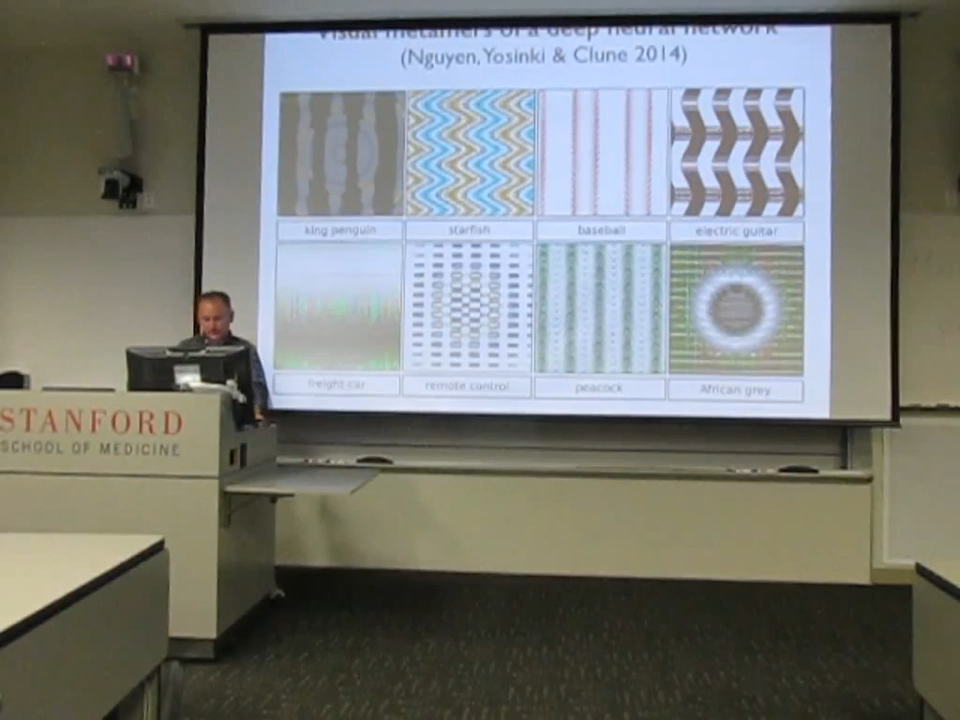 Visual metamers of a deep neural network
(Nguyen, Yosinki & Clune 2014)
king penguin
starfish
baseball
electric guitar
freight car
remote control
peacock
African grey
STANFORD
SCHOOL OF MEDICINE